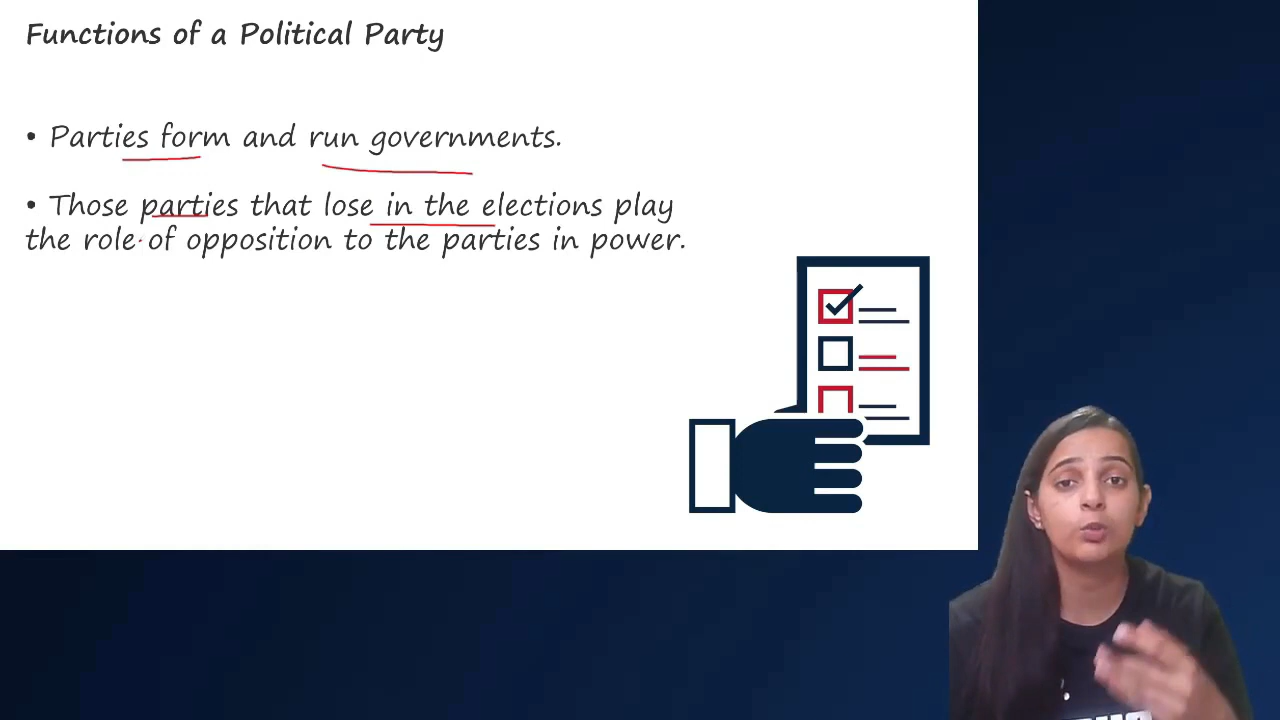 Functions of a Political Party
• Parties form and run governments.
• Those parties that lose in the elections play
the role of opposition to the parties in power.